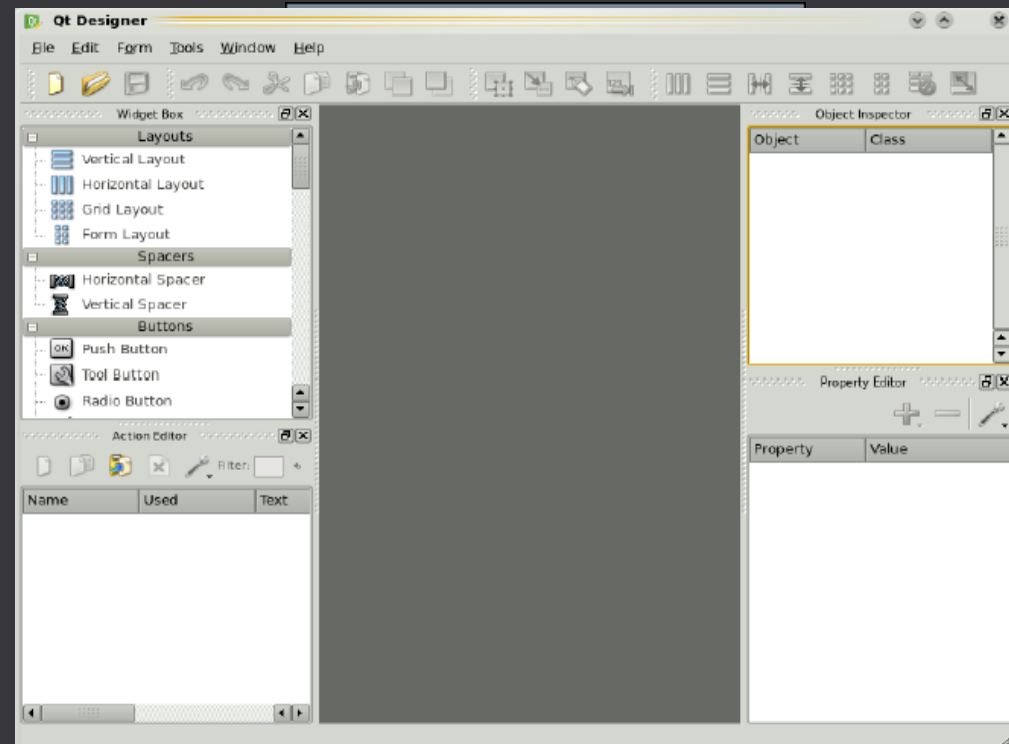 Qt Designer
File Edit Form Tools Window Help
Widget Box
Layouts
Vertical Layout
Horizontal Layout
Grid Layout
Form Layout
Spacers
Horizontal Spacer
Vertical Spacer
Buttons
OK Push Button
Tool Button
Radio Button
Action Editor
Filter:
Name Used Text
Object Inspector
Object Class
Property Editor
Property Value